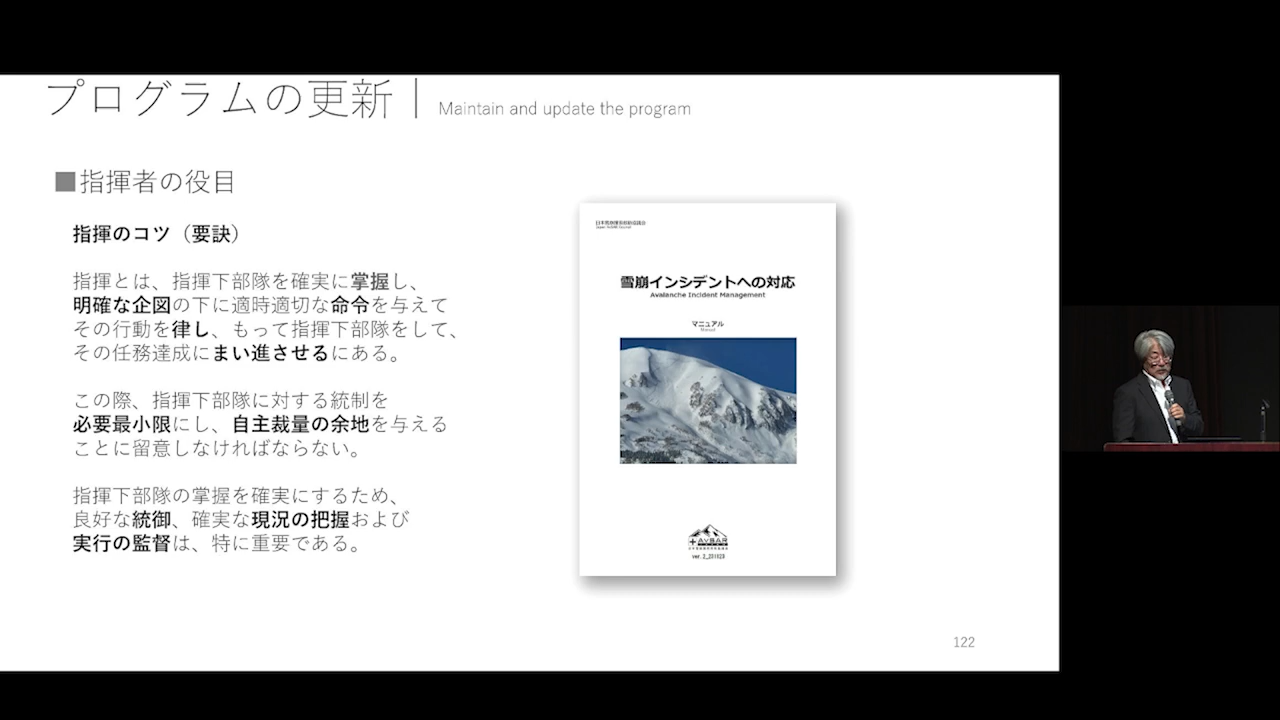 プログラムの更新｜ Maintain and update the program
■指揮者の役目
指揮のコツ（要訣）
指揮とは、指揮下部隊を確実に掌握し、
明確な企図の下に適時適切な命令を与えて
その行動を律し、もって指揮下部隊をして、
その任務達成にまい進させるにある。
この際、指揮下部隊に対する統制を
必要最小限にし、自主裁量の余地を与える
ことに留意しなければならない。
指揮下部隊の掌握を確実にするため、
良好な統御、確実な現況の把握および
実行の監督は、特に重要である。
雪崩インシデントへの対応
Avalanche Incident Management
マニュアル
Manual
AVSAR
ver. 2_231023
122